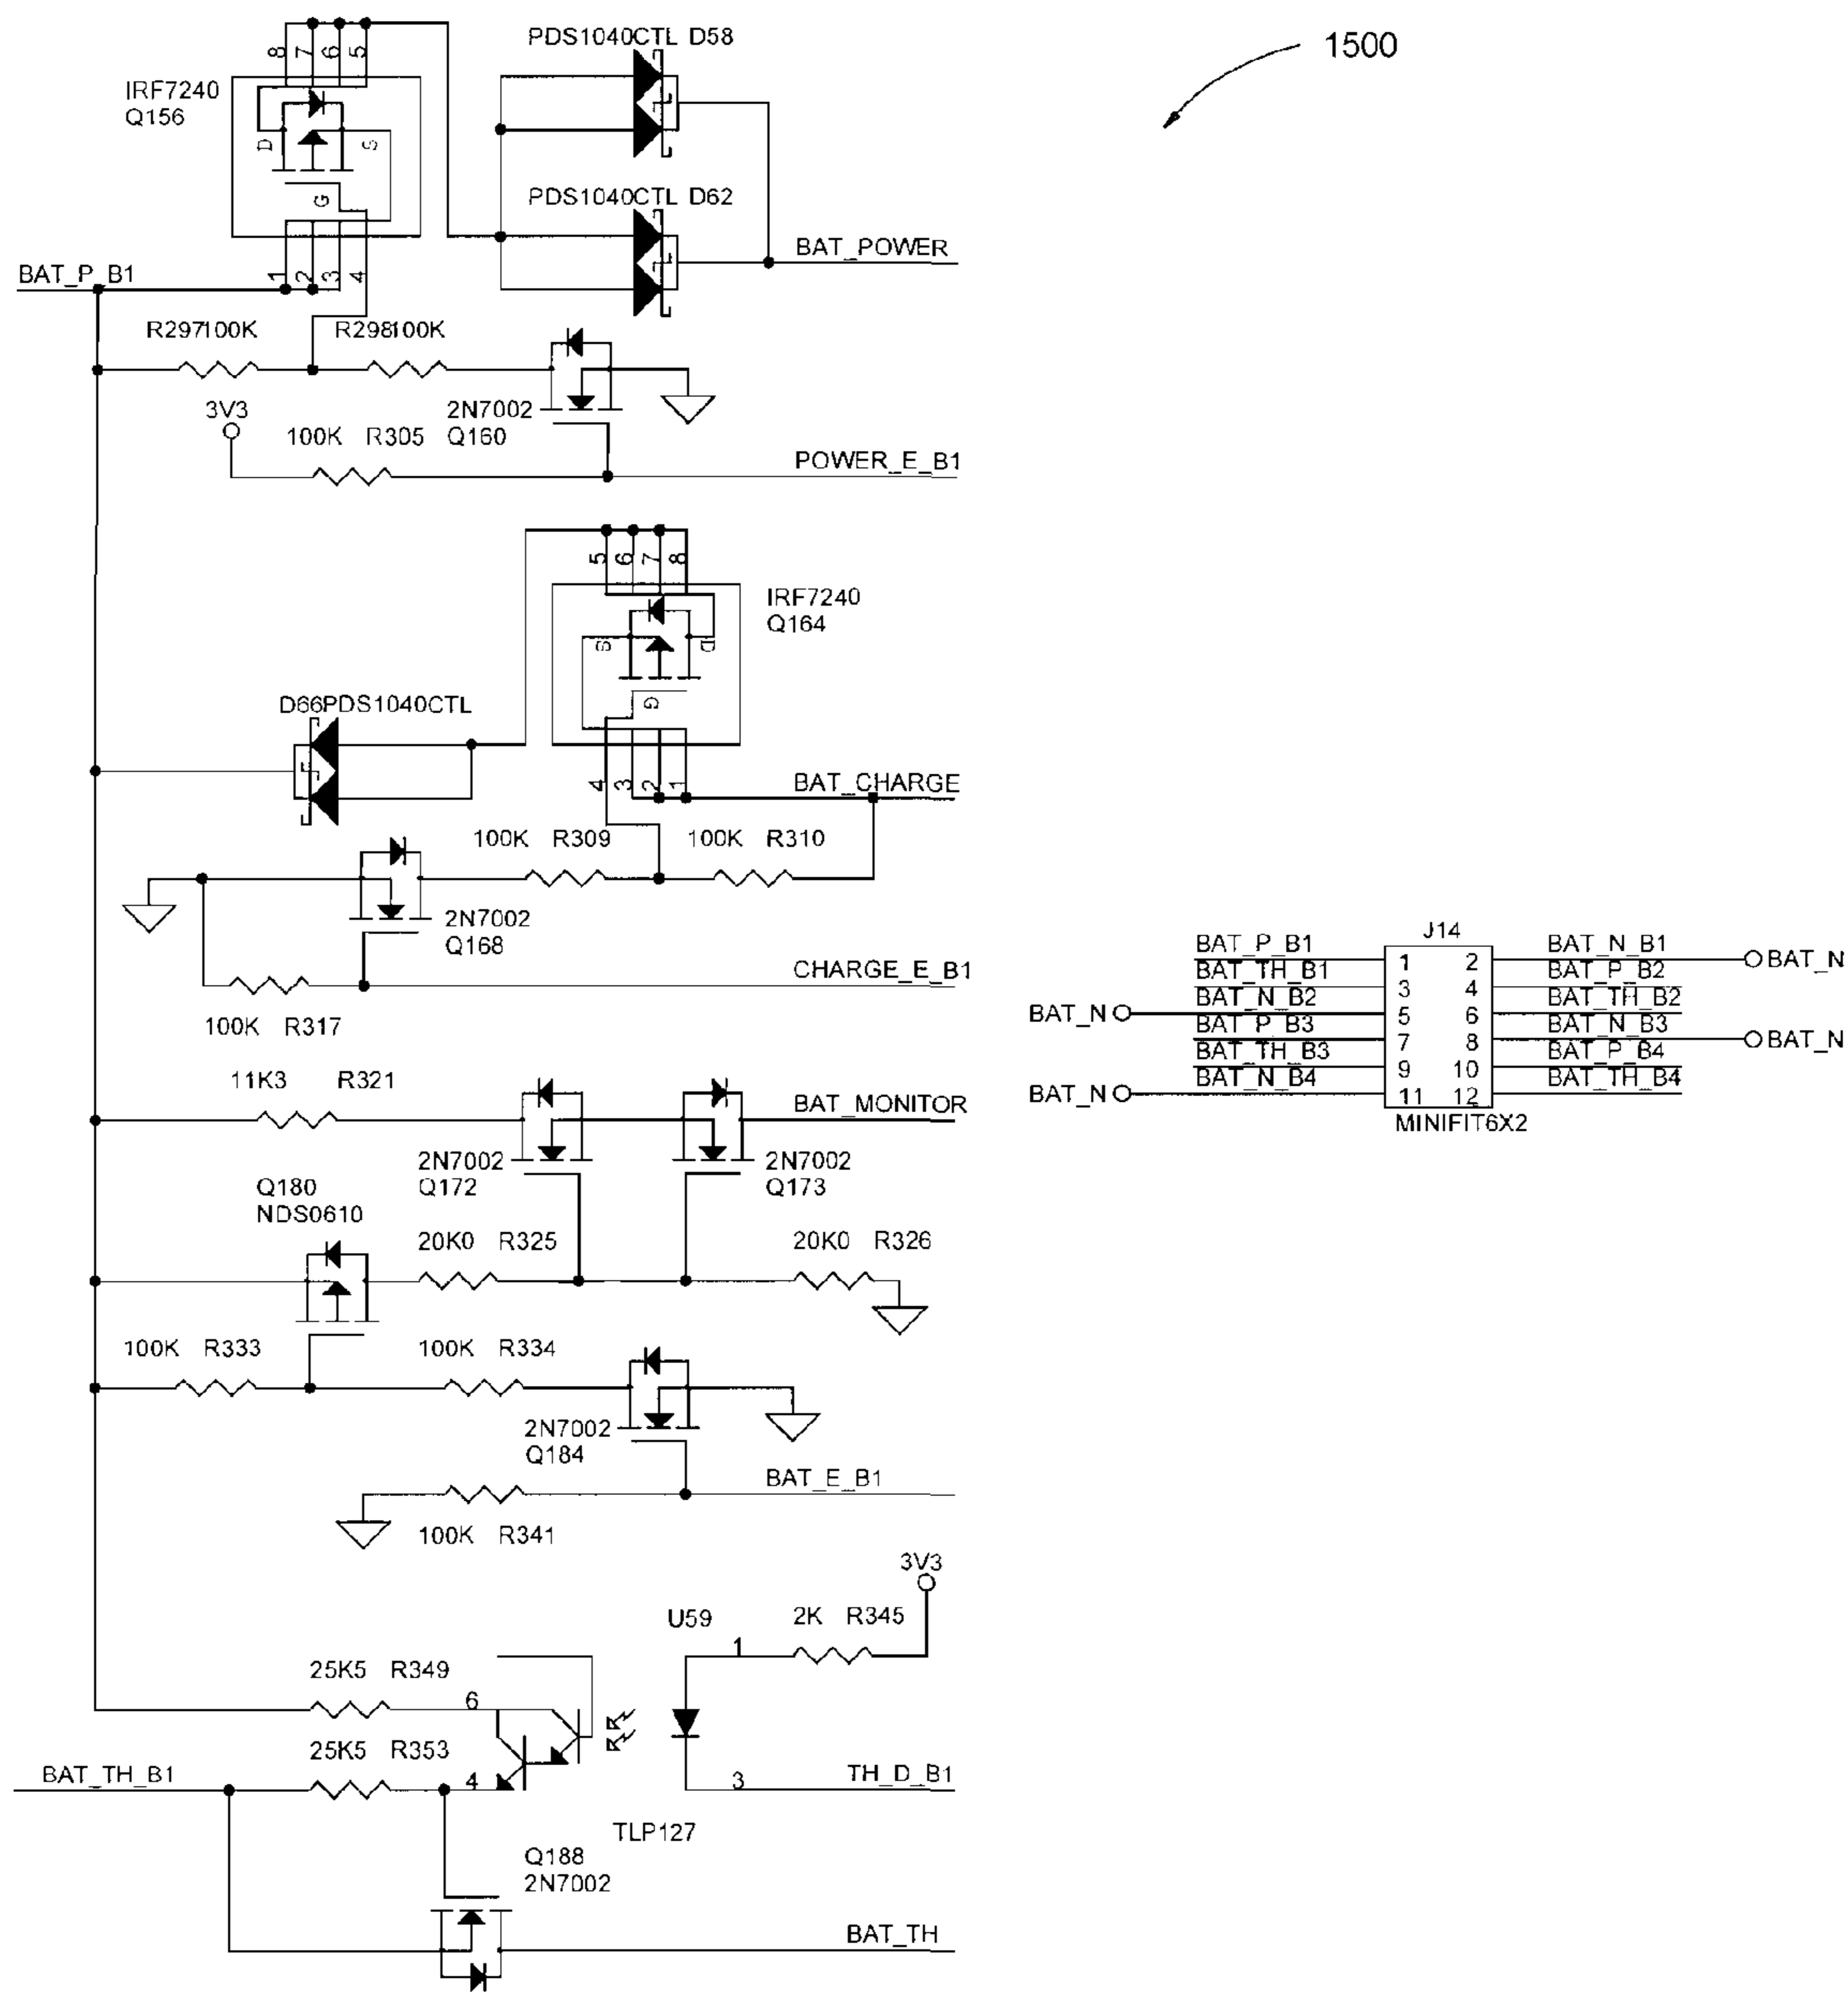 1500
PDS1040CTL D58
8 7 6 5
IRF7240
Q156
D S
G
PDS1040CTL D62
BAT_POWER
BAT_P_B1
1 2 3 4
R297100K R298100K
3V3
2N7002
Q160
100K R305
POWER_E_B1
5 6 7 8
IRF7240
Q164
S D
G
D66PDS1040CTL
4 3 2 1
BAT_CHARGE
100K R309 100K R310
2N7002
Q168
CHARGE_E_B1
100K R317
J14
BAT_P_B1 1 2 BAT_N_B1 BAT_N
BAT_TH_B1 3 4 BAT_P_B2
BAT_N BAT_N_B2 5 6 BAT_TH_B2
BAT_P_B3 7 8 BAT_N_B3 BAT_N
BAT_TH_B3 9 10 BAT_P_B4
BAT_N BAT_N_B4 11 12 BAT_TH_B4
MINIFIT6X2
11K3 R321
BAT_MONITOR
2N7002
Q172
2N7002
Q173
Q180
NDS0610
20K0 R325 20K0 R326
100K R333 100K R334
2N7002
Q184
BAT_E_B1
100K R341
3V3
U59
2K R345
1
25K5 R349
6
25K5 R353
BAT_TH_B1
4
3
TH_D_B1
TLP127
Q188
2N7002
BAT_TH